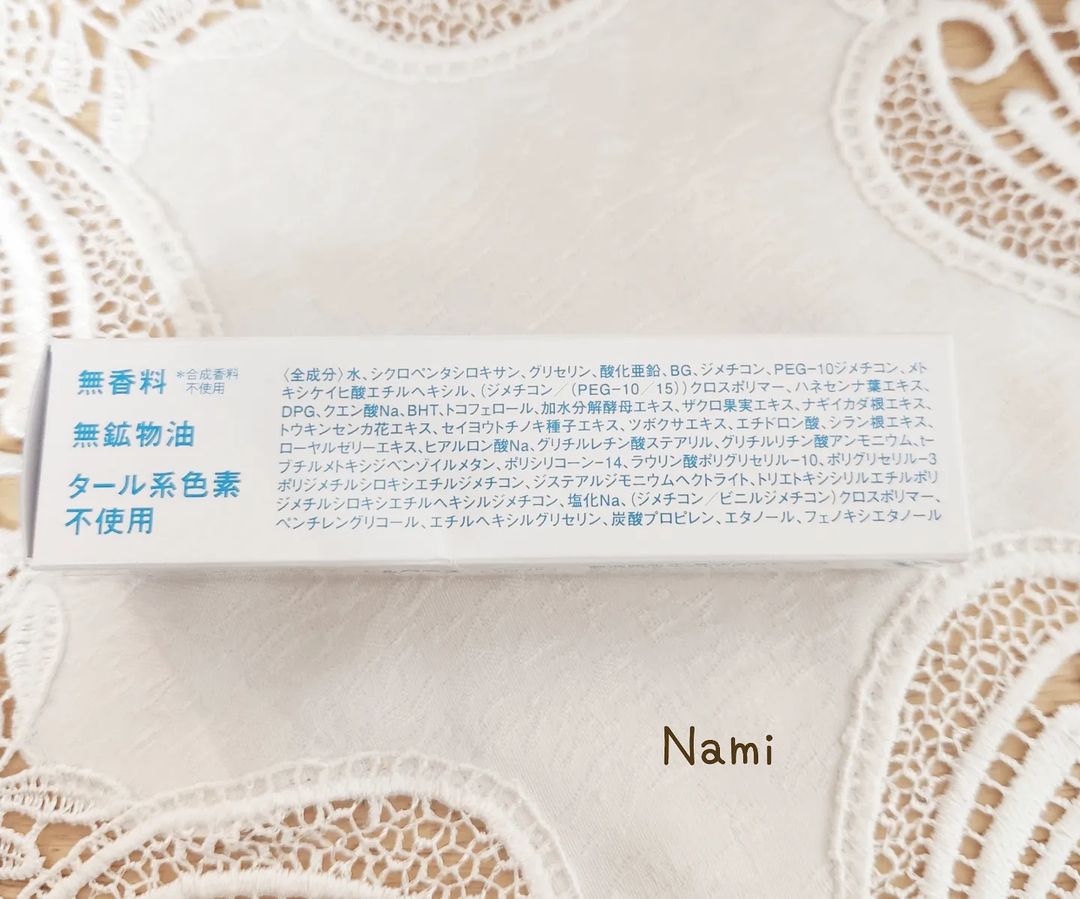 無香料 *合成香料
不使用
無鉱物油
タール系色素
不使用
〈全成分〉水、シクロペンタシロキサン、グリセリン、酸化亜鉛、BG、ジメチコン、PEG-10ジメチコン、メト
キシケイヒ酸エチルヘキシル、(ジメチコン/(PEG-10/15))クロスポリマー、ハネセンナ葉エキス、
DPG、クエン酸Na、BHT、トコフェロール、加水分解酵母エキス、ザクロ果実エキス、ナギイカダ根エキス、
トウキンセンカ花エキス、セイヨウトチノキ種子エキス、ツボクサエキス、エチドロン酸、シラン根エキス、
ローヤルゼリーエキス、ヒアルロン酸Na、グリチルレチン酸ステアリル、グリチルリチン酸アンモニウム、t-
ブチルメトキシジベンゾイルメタン、ポリシリコーン-14、ラウリン酸ポリグリセリル-10、ポリグリセリル-3
ポリジメチルシロキシエチルジメチコン、ジステアルジモニウムヘクトライト、トリエトキシシリルエチルポリ
ジメチルシロキシエチルヘキシルジメチコン、塩化Na、(ジメチコン/ビニルジメチコン)クロスポリマー、
ペンチレングリコール、エチルヘキシルグリセリン、炭酸プロピレン、エタノール、フェノキシエタノール
Nami